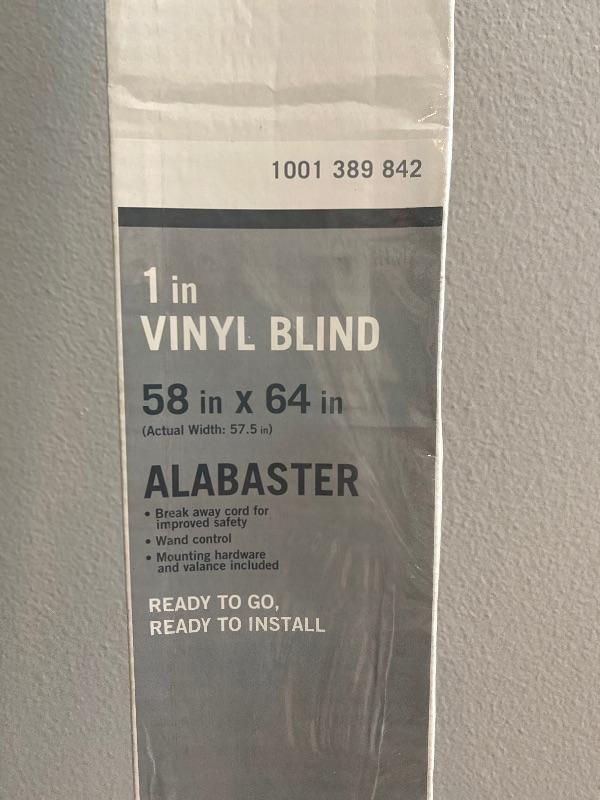 1001 389 842
1 in
VINYL BLIND
58 in x 64 in
(Actual Width: 57.5 in)
ALABASTER
• Break away cord for
improved safety
• Wand control
• Mounting hardware
and valance included
READY TO GO,
READY TO INSTALL